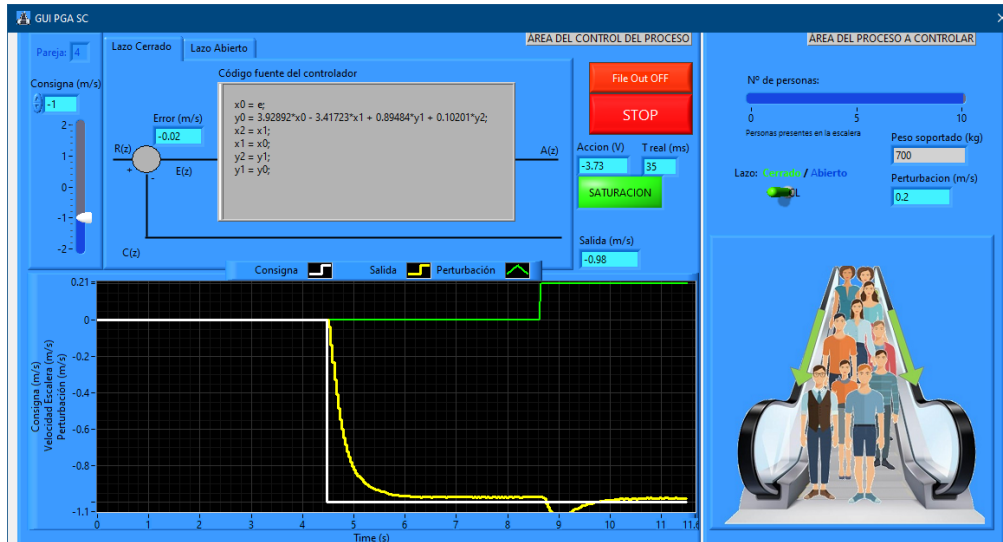 GUI PGA SC
Pareja: 4
Lazo Cerrado
Lazo Abierto
AREA DEL CONTROL DEL PROCESO
Consigna (m/s)
-1
2
1
0
-1
-2
Código fuente del controlador
x0 = e;
y0 = 3.92892*x0 - 3.41723*x1 + 0.89484*y1 + 0.10201*y2;
x2 = x1;
x1 = x0;
y2 = y1;
y1 = y0;
Error (m/s)
-0.02
R(z)
+
-
E(z)
A(z)
C(z)
File Out OFF
STOP
Accion (V)
T real (ms)
-3.73
35
SATURACION
Salida (m/s)
-0.98
Consigna
Salida
Perturbación
Consigna (m/s)
Velocidad Escalera (m/s)
Perturbación (m/s)
0.21
0
-0.2
-0.4
-0.6
-0.8
-1.1
0 1 2 3 4 5 6 7 8 9 10 11 11.6
Time (s)
AREA DEL PROCESO A CONTROLAR
Nº de personas:
0 5 10
Personas presentes en la escalera
Peso soportado (kg)
700
Lazo: Cerrado / Abierto
Perturbacion (m/s)
0.2